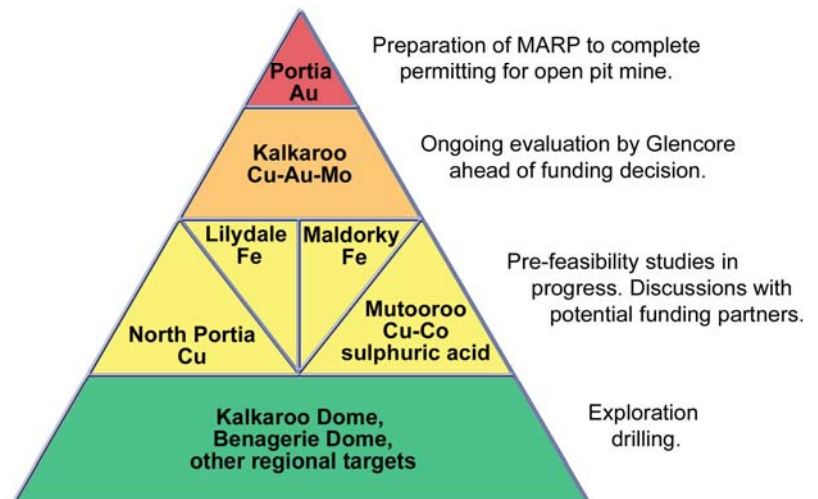 Portia
Au
Preparation of MARP to complete
permitting for open pit mine.
Kalkaroo
Cu-Au-Mo
Ongoing evaluation by Glencore
ahead of funding decision.
Lilydale
Fe
Maldorky
Fe
North Portia
Cu
Mutooroo
Cu-Co
sulphuric acid
Pre-feasibility studies in
progress. Discussions with
potential funding partners.
Kalkaroo Dome,
Benagerie Dome,
other regional targets
Exploration
drilling.